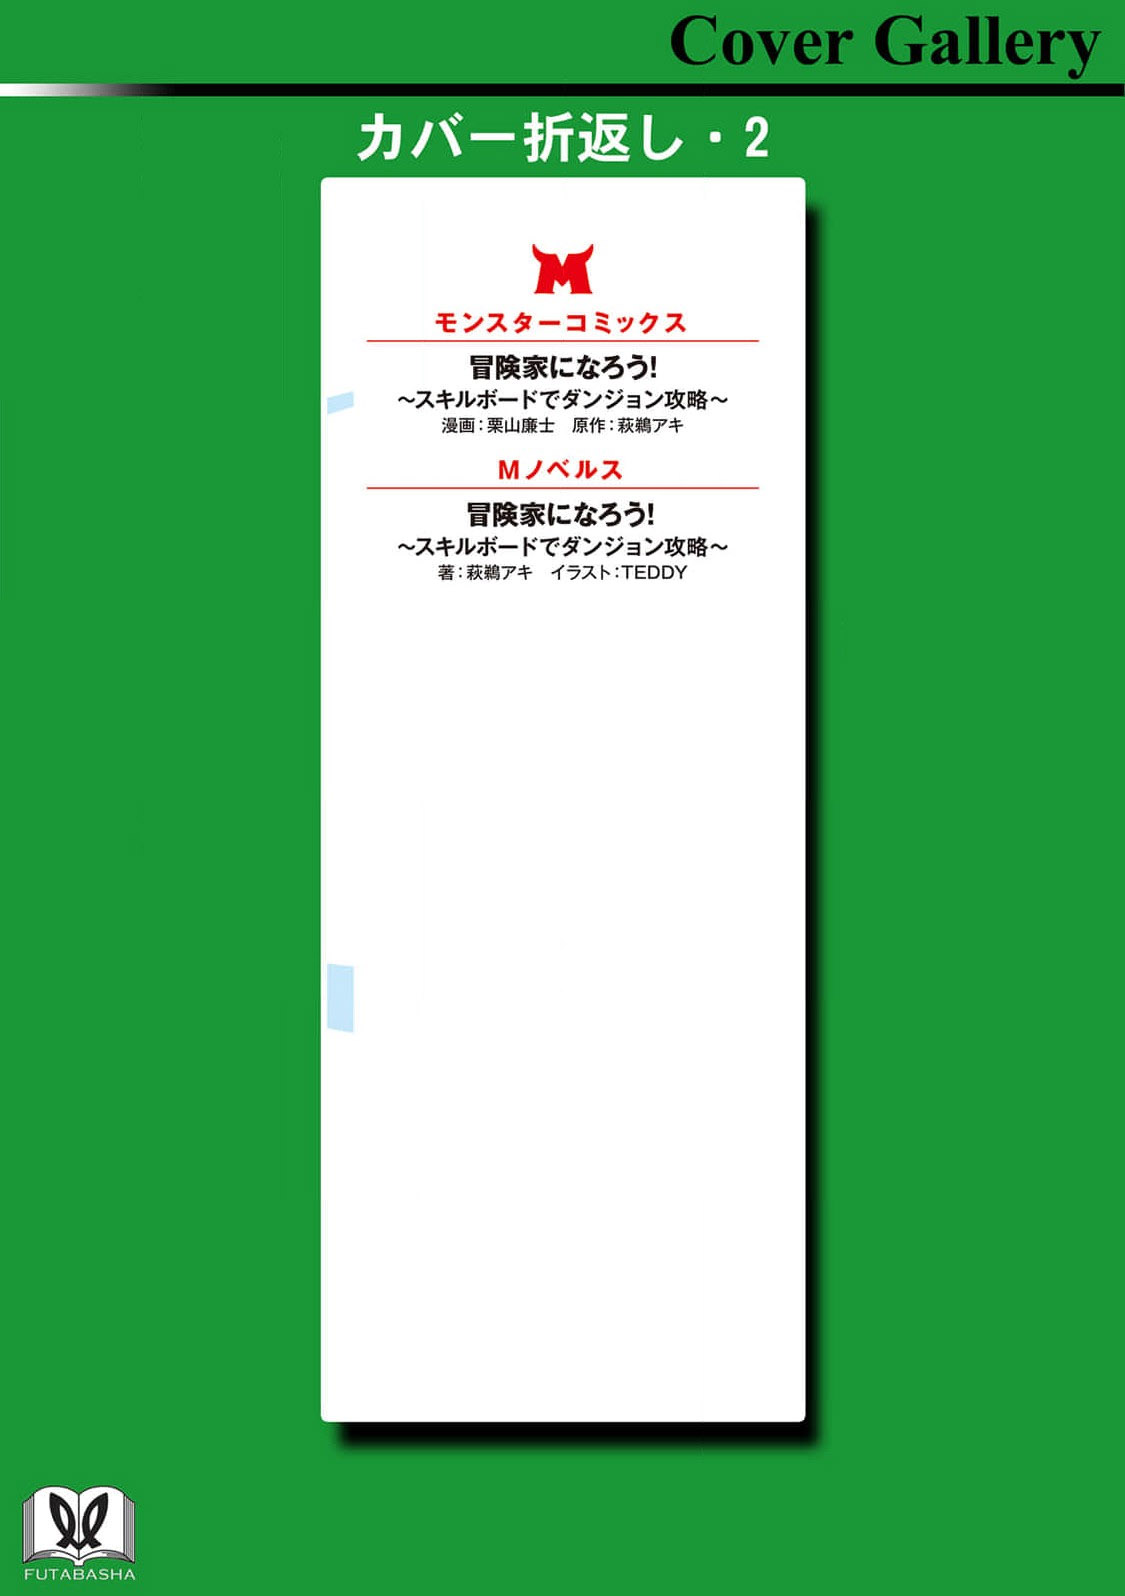 Cover Gallery
カバー折返し・2
M
モンスターコミックス
冒険家になろう!
～スキルボードでダンジョン攻略～
漫画：栗山廉士　原作：萩鵜アキ
Mノベルス
冒険家になろう!
～スキルボードでダンジョン攻略～
著：萩鵜アキ　イラスト：TEDDY
FUTABASHA